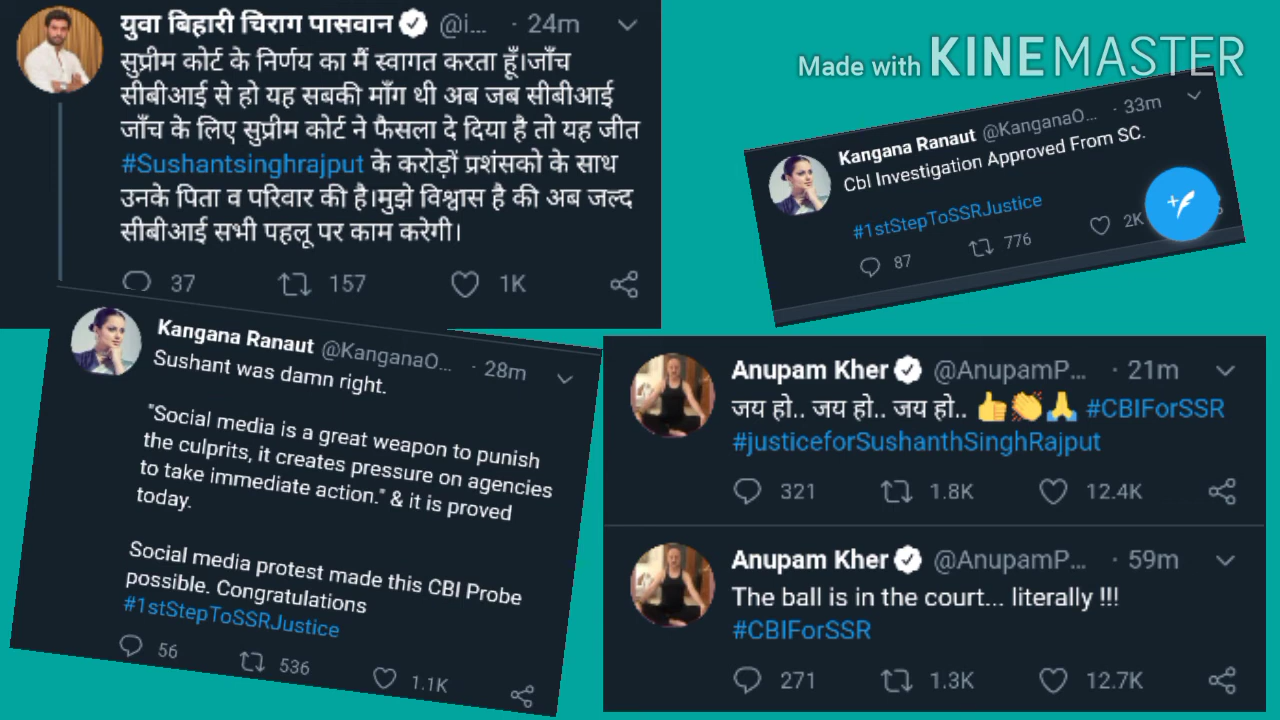 युवा बिहारी चिराग पासवान @i... · 24m
सुप्रीम कोर्ट के निर्णय का मैं स्वागत करता हूँ।जाँच
सीबीआई से हो यह सबकी माँग थी अब जब सीबीआई
जाँच के लिए सुप्रीम कोर्ट ने फैसला दे दिया है तो यह जीत
#Sushantsinghrajput के करोड़ों प्रशंसको के साथ
उनके पिता व परिवार की है।मुझे विश्वास है की अब जल्द
सीबीआई सभी पहलू पर काम करेगी।
37 157 1K
Made with KINEMASTER
Kangana Ranaut @KanganaO... · 33m
CbI Investigation Approved From SC.
#1stStepToSSRJustice
87 776 2K
Kangana Ranaut @KanganaO... · 28m
Sushant was damn right.
"Social media is a great weapon to punish
the culprits, it creates pressure on agencies
to take immediate action." & it is proved
today.
Social media protest made this CBI Probe
possible. Congratulations
#1stStepToSSRJustice
56 536 1.1K
Anupam Kher @AnupamP... · 21m
जय हो.. जय हो.. जय हो.. 👍👏🙏 #CBIForSSR
#justiceforSushanthSinghRajput
321 1.8K 12.4K
Anupam Kher @AnupamP... · 59m
The ball is in the court... literally !!!
#CBIForSSR
271 1.3K 12.7K